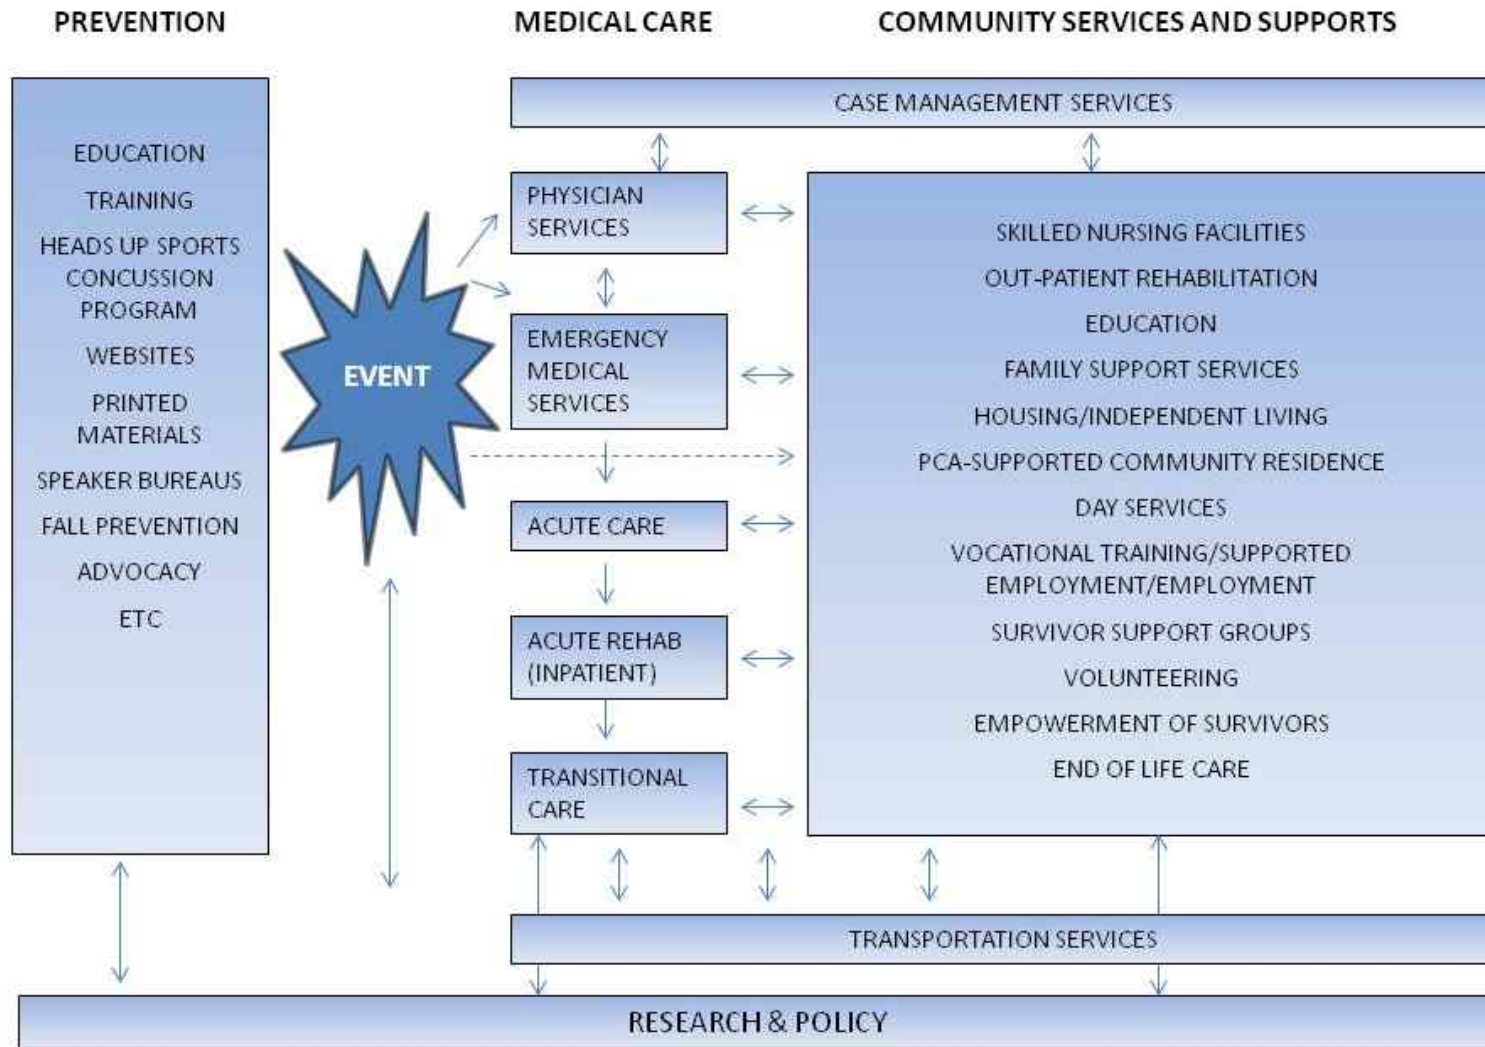 PREVENTION
MEDICAL CARE
COMMUNITY SERVICES AND SUPPORTS
EDUCATION
TRAINING
HEADS UP SPORTS
CONCUSSION
PROGRAM
WEBSITES
PRINTED
MATERIALS
SPEAKER BUREAUS
FALL PREVENTION
ADVOCACY
ETC
EVENT
CASE MANAGEMENT SERVICES
PHYSICIAN
SERVICES
EMERGENCY
MEDICAL
SERVICES
ACUTE CARE
ACUTE REHAB
(INPATIENT)
TRANSITIONAL
CARE
SKILLED NURSING FACILITIES
OUT-PATIENT REHABILITATION
EDUCATION
FAMILY SUPPORT SERVICES
HOUSING/INDEPENDENT LIVING
PCA-SUPPORTED COMMUNITY RESIDENCE
DAY SERVICES
VOCATIONAL TRAINING/SUPPORTED
EMPLOYMENT/EMPLOYMENT
SURVIVOR SUPPORT GROUPS
VOLUNTEERING
EMPOWERMENT OF SURVIVORS
END OF LIFE CARE
TRANSPORTATION SERVICES
RESEARCH & POLICY